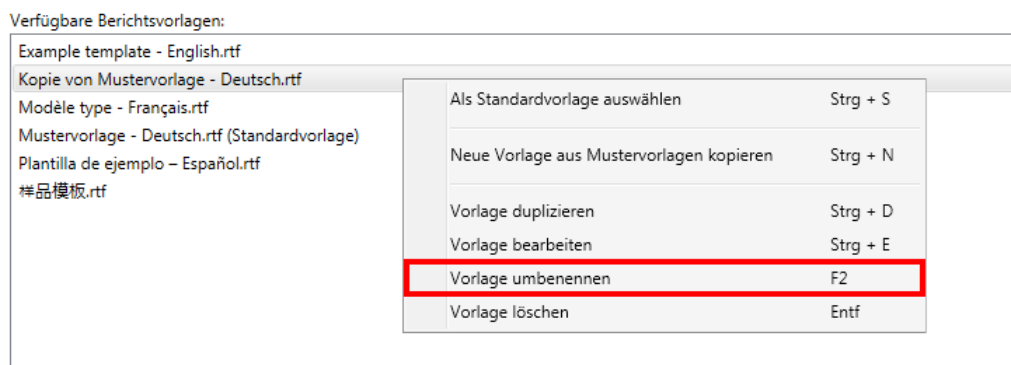 Verfügbare Berichtsvorlagen:
Example template - English.rtf
Kopie von Mustervorlage - Deutsch.rtf
Modèle type - Français.rtf
Mustervorlage - Deutsch.rtf (Standardvorlage)
Plantilla de ejemplo – Español.rtf
样品模板.rtf
Als Standardvorlage auswählen Strg + S
Neue Vorlage aus Mustervorlagen kopieren Strg + N
Vorlage duplizieren Strg + D
Vorlage bearbeiten Strg + E
Vorlage umbenennen F2
Vorlage löschen Entf